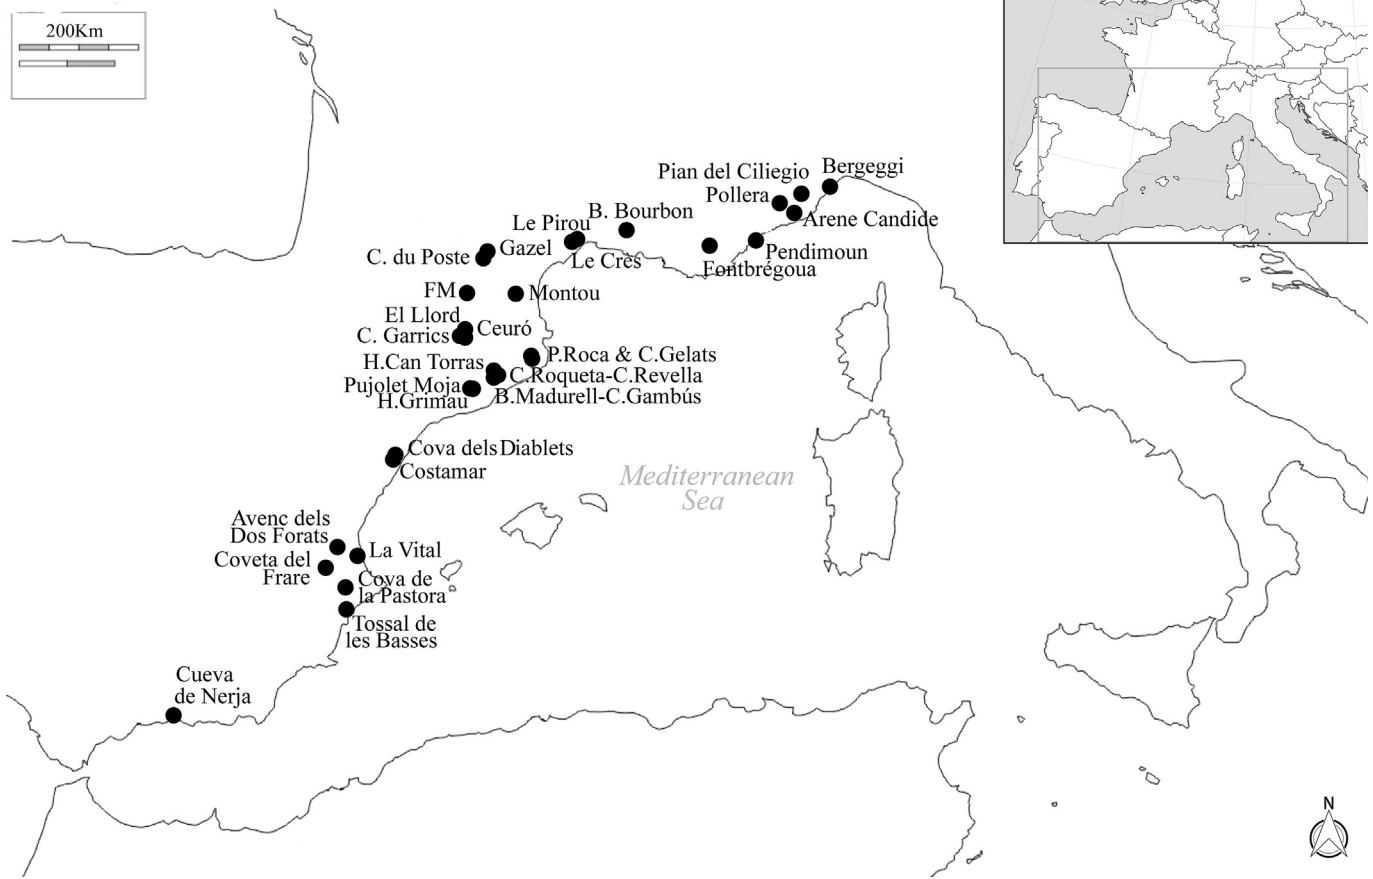 200Km
Pian del Ciliegio
Bergeggi
Pollera
B. Bourbon
Le Pirou
Arene Candide
Gazel
C. du Poste
Le Crès
Pendimoun
Fontbrégoua
FM
Montou
El Llord
Ceuró
C. Garrics
P.Roca & C.Gelats
H.Can Torras
C.Roqueta-C.Revella
Pujolet Moja
B.Madurell-C.Gambús
H.Grimau
Cova dels Diablets
Costamar
Mediterranean
Sea
Avenc dels
Dos Forats
La Vital
Coveta del
Frare
Cova de
la Pastora
Tossal de
les Basses
Cueva
de Nerja
N